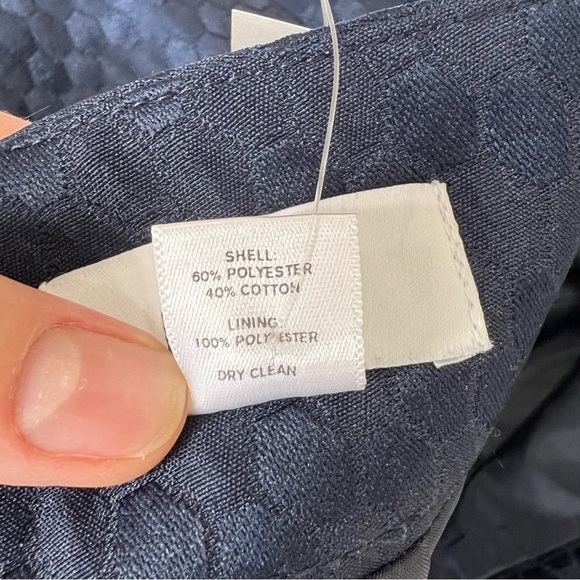 SHELL:
60% POLYESTER
40% COTTON
LINING:
100% POLYESTER
DRY CLEAN